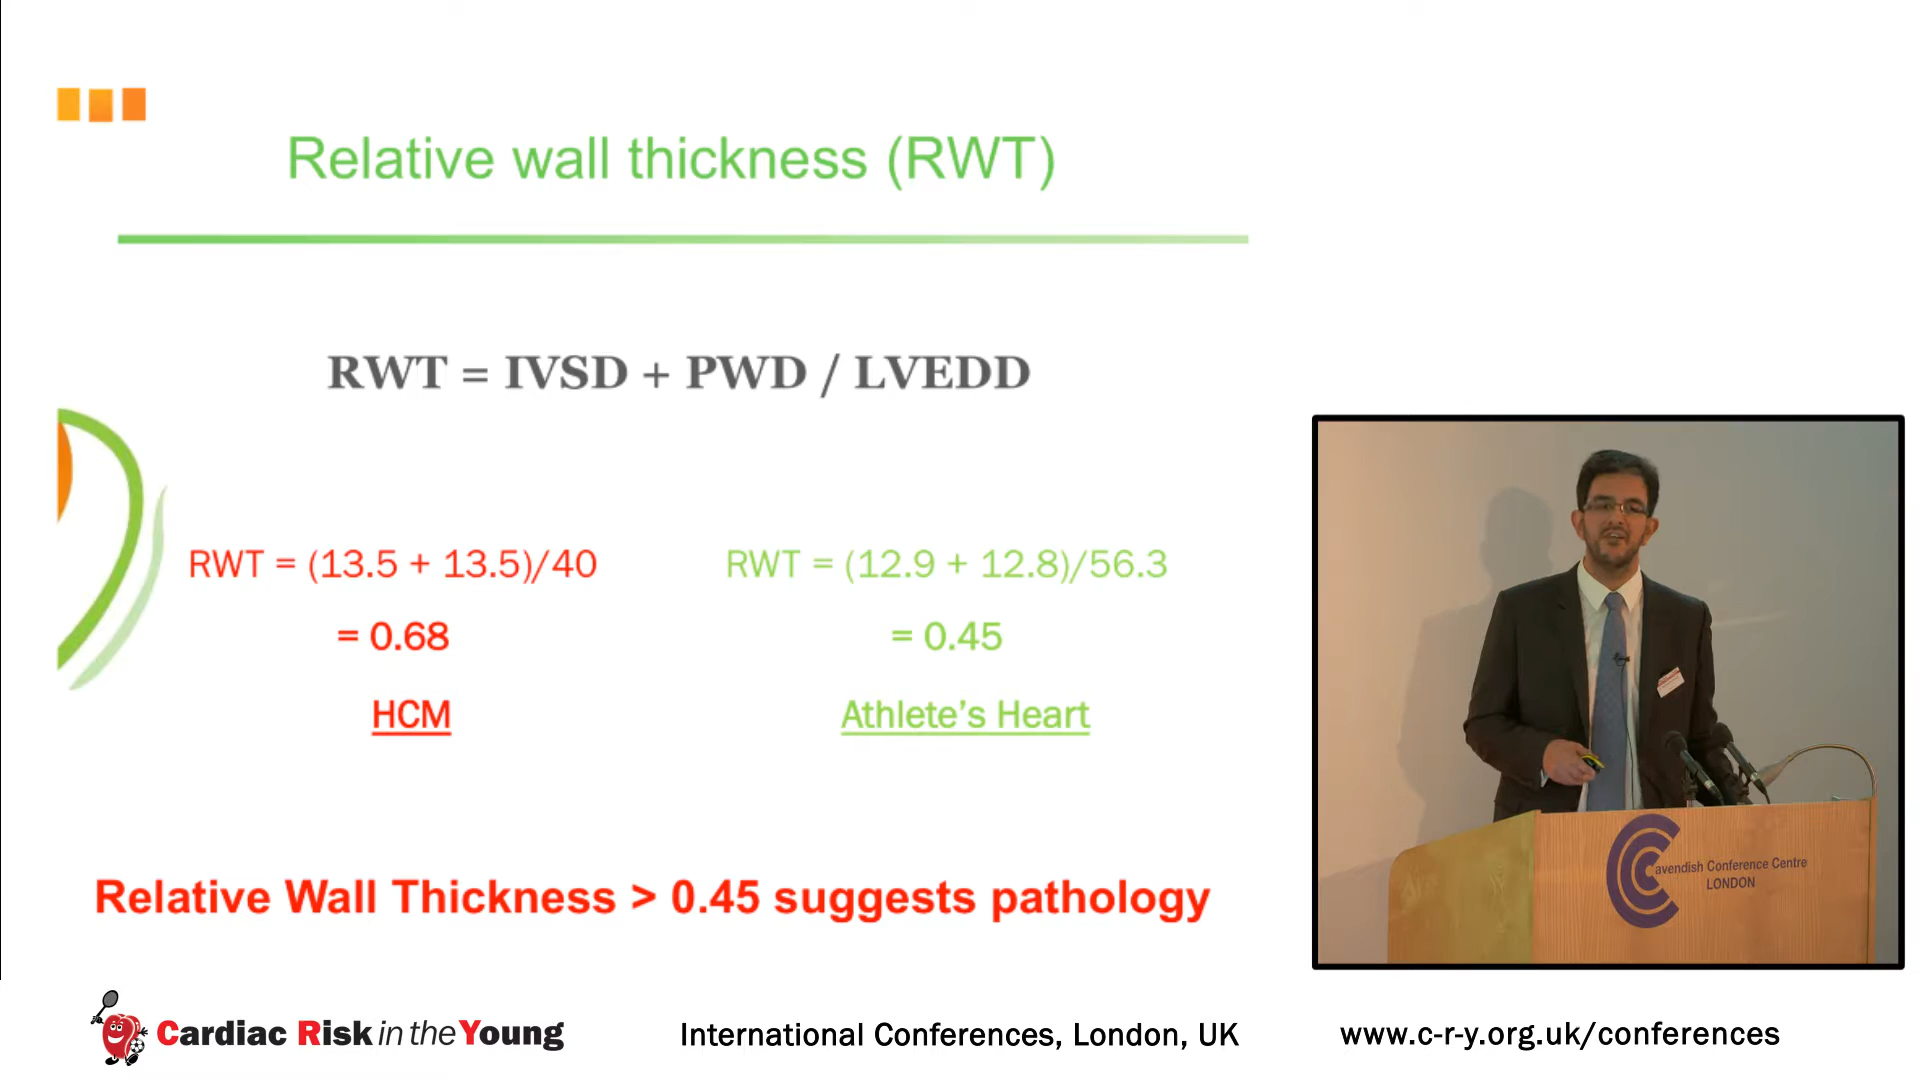 Relative wall thickness (RWT)
RWT = IVSD + PWD / LVEDD
RWT = (13.5 + 13.5)/40
= 0.68
HCM
RWT = (12.9 + 12.8)/56.3
= 0.45
Athlete's Heart
Relative Wall Thickness > 0.45 suggests pathology
Cavendish Conference Centre
LONDON
Cardiac Risk in the Young
International Conferences, London, UK
www.c-r-y.org.uk/conferences